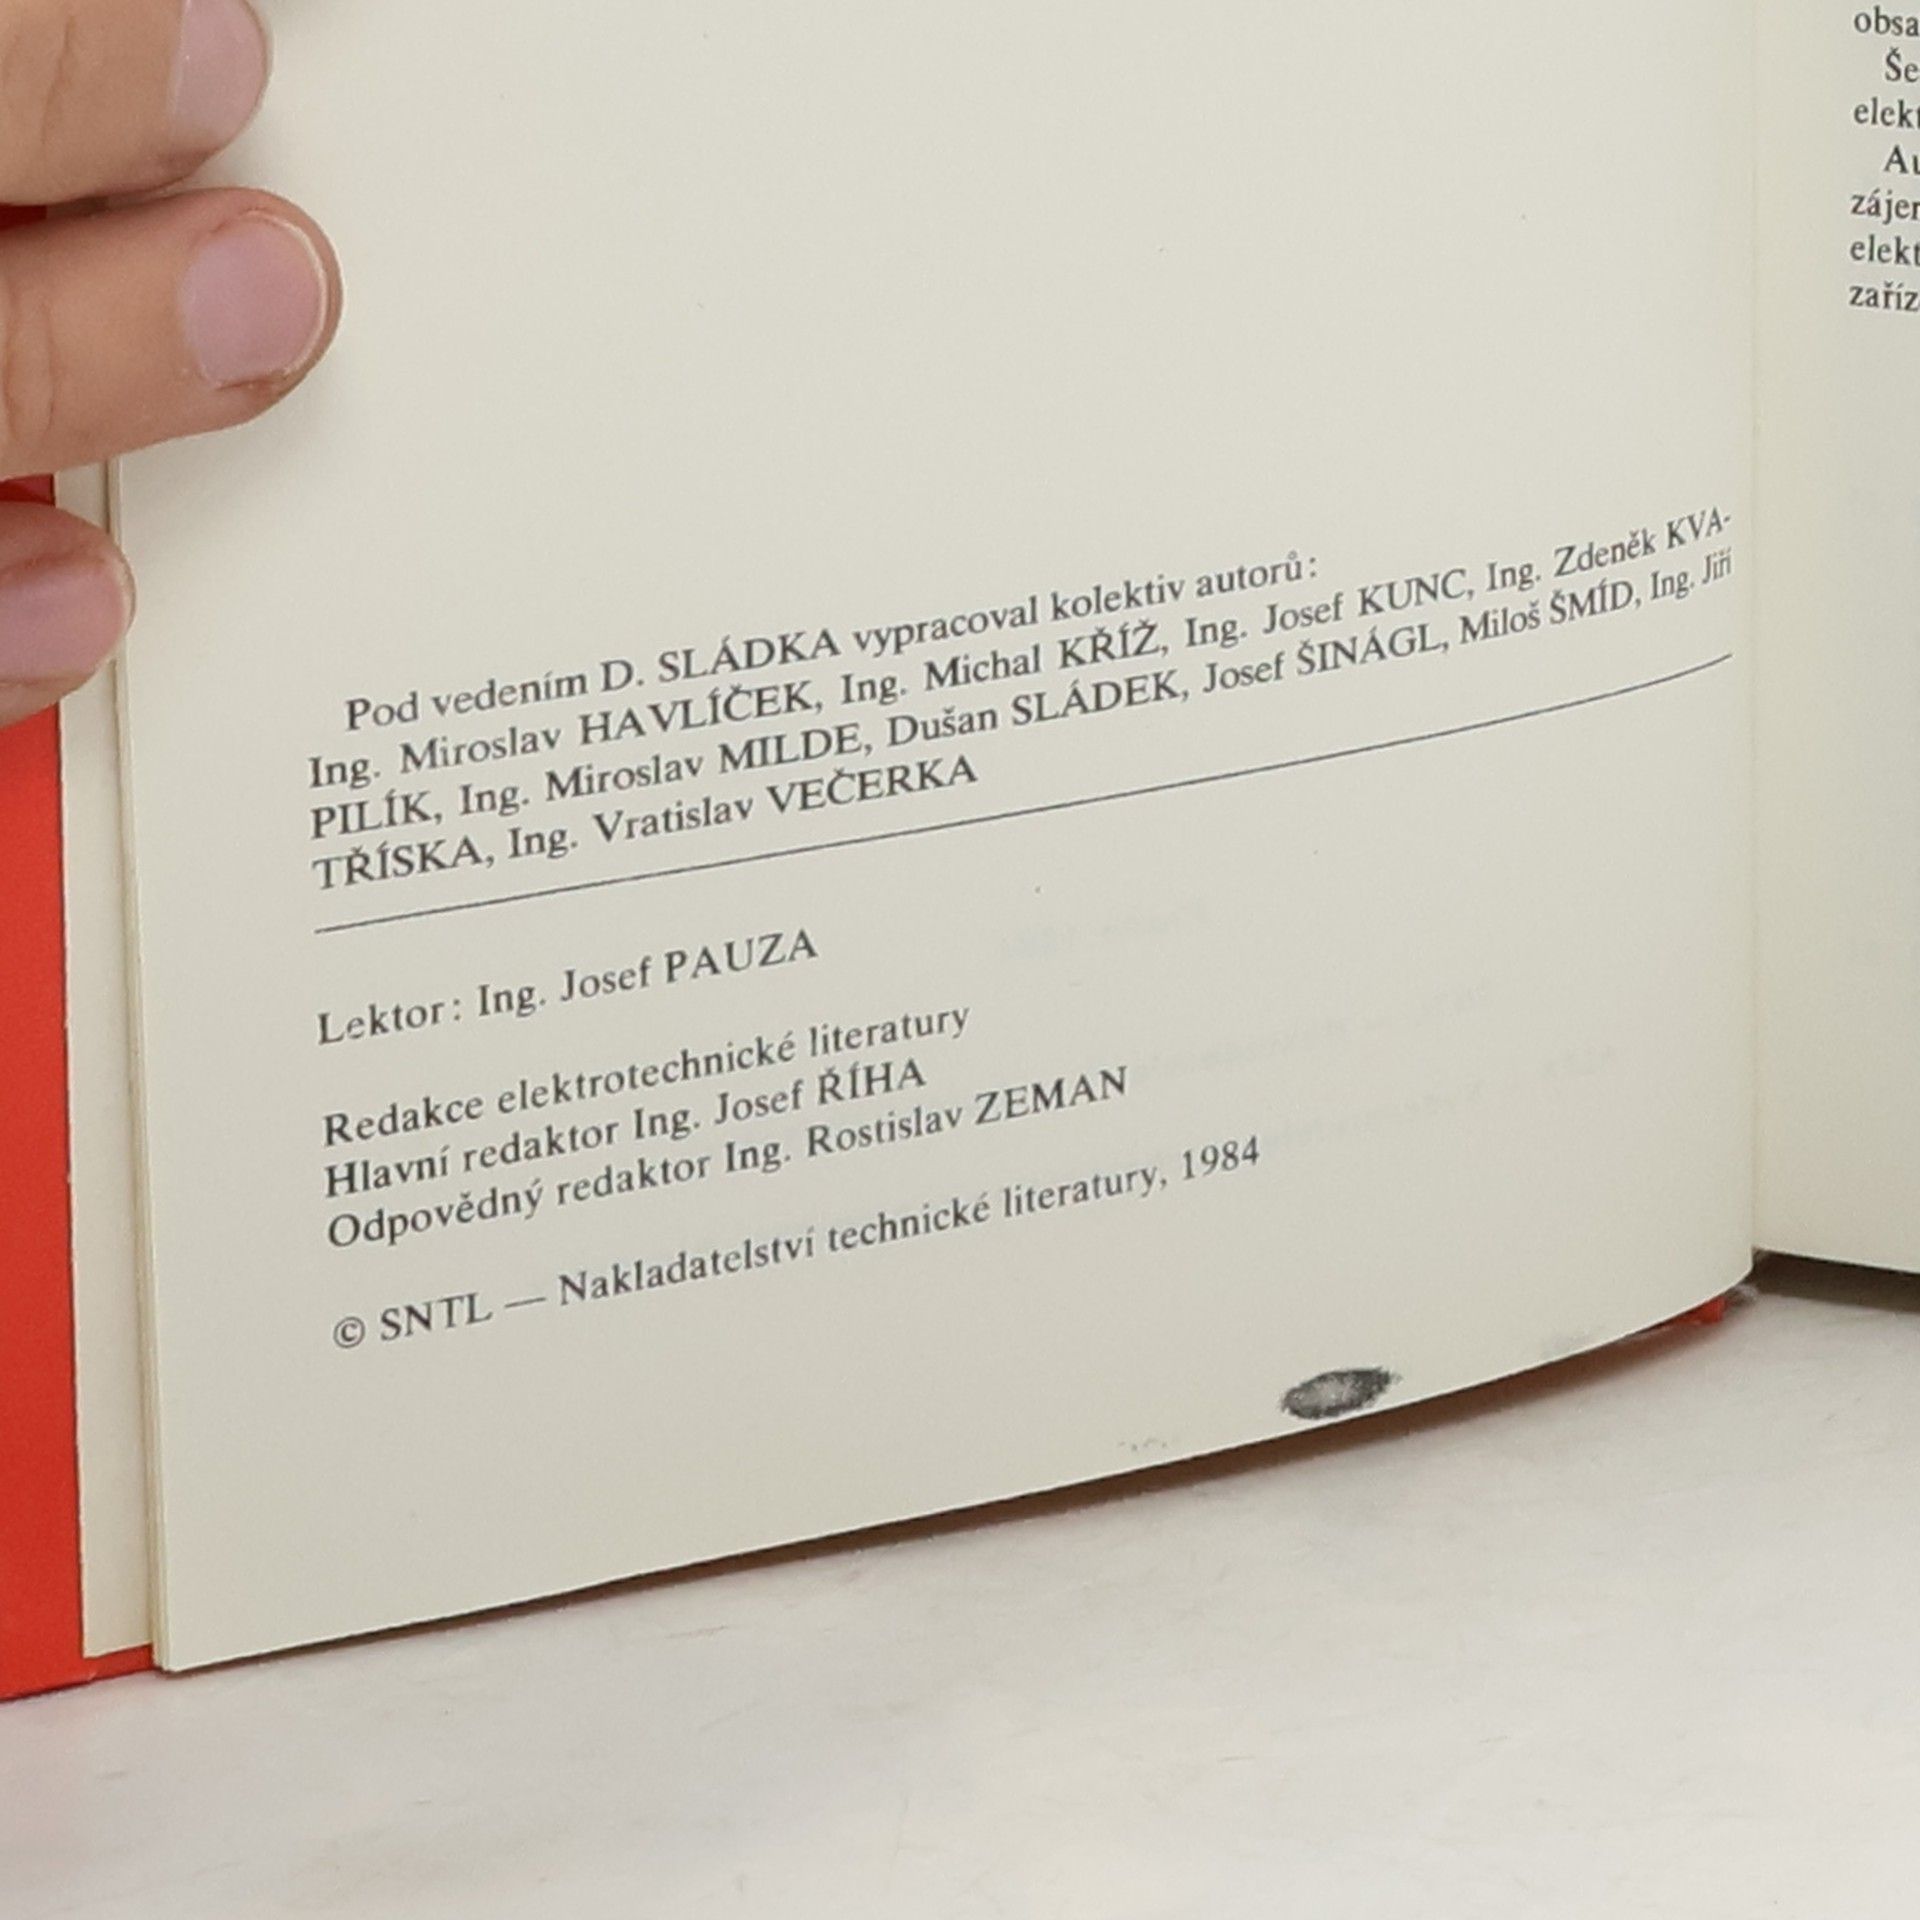 Pod vedením D. SLÁDKA vypracoval kolektiv autorů:
Ing. Miroslav HAVLÍČEK, Ing. Michal KŘÍŽ, Ing. Josef KUNC, Ing. Zdeněk KVA-
PILÍK, Ing. Miroslav MILDE, Dušan SLÁDEK, Josef ŠINÁGL, Miloš ŠMÍD, Ing. Jiří
TŘÍSKA, Ing. Vratislav VEČERKA
Lektor: Ing. Josef PAUZA
Redakce elektrotechnické literatury
Hlavní redaktor Ing. Josef ŘÍHA
Odpovědný redaktor Ing. Rostislav ZEMAN
© SNTL — Nakladatelství technické literatury, 1984
obsa
Še
elekt
Au
zájer
elekt
zaříz